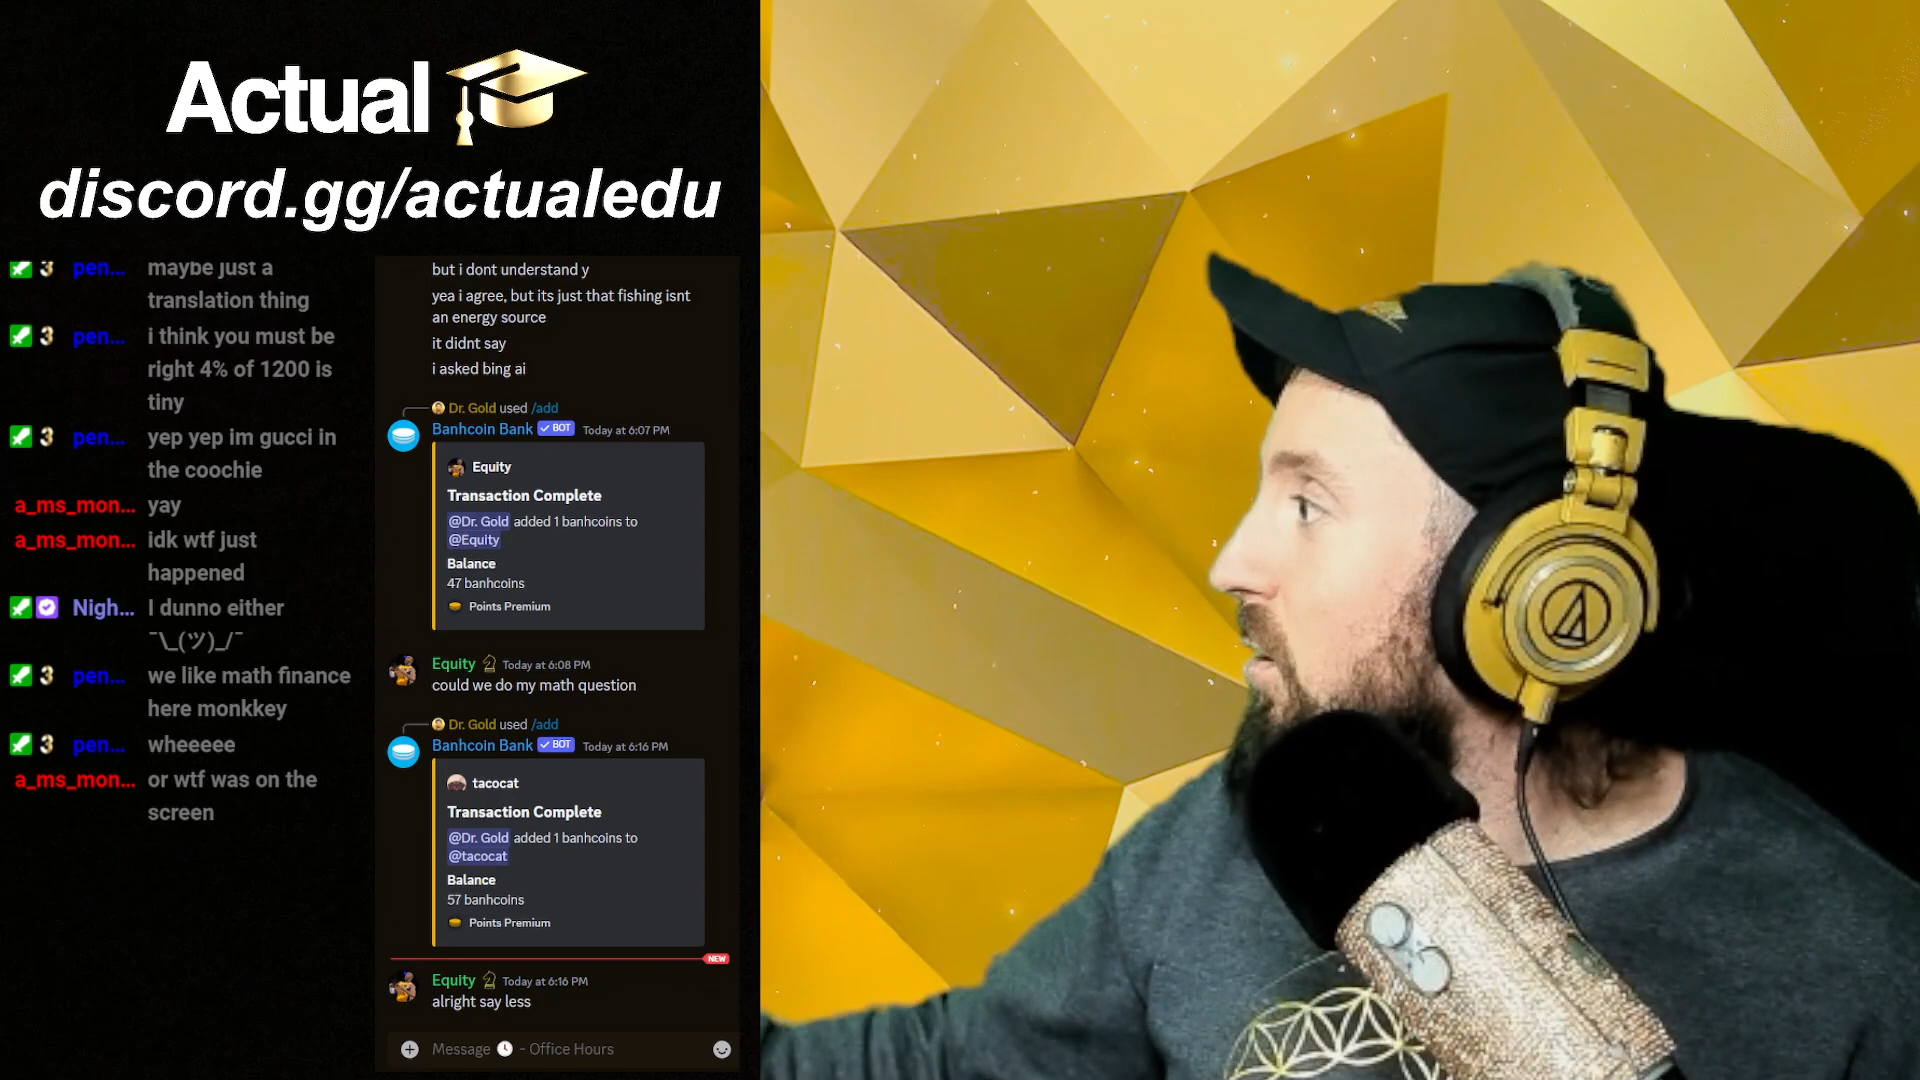 Actual
discord.gg/actualedu
3 pen... maybe just a
translation thing
3 pen... i think you must be
right 4% of 1200 is
tiny
3 pen... yep yep im gucci in
the coochie
a_ms_mon... yay
a_ms_mon... idk wtf just
happened
Nigh... I dunno either
¯\_(ツ)_/¯
3 pen... we like math finance
here monkkey
3 pen... wheeeee
a_ms_mon... or wtf was on the
screen
but i dont understand y
yea i agree, but its just that fishing isnt
an energy source
it didnt say
i asked bing ai
Dr. Gold used /add
Banhcoin Bank ✓ BOT Today at 6:07 PM
Equity
Transaction Complete
@Dr. Gold added 1 banhcoins to
@Equity
Balance
47 banhcoins
Points Premium
Equity Today at 6:08 PM
could we do my math question
Dr. Gold used /add
Banhcoin Bank ✓ BOT Today at 6:16 PM
tacocat
Transaction Complete
@Dr. Gold added 1 banhcoins to
@tacocat
Balance
57 banhcoins
Points Premium
NEW
Equity Today at 6:16 PM
alright say less
Message 🕓 - Office Hours